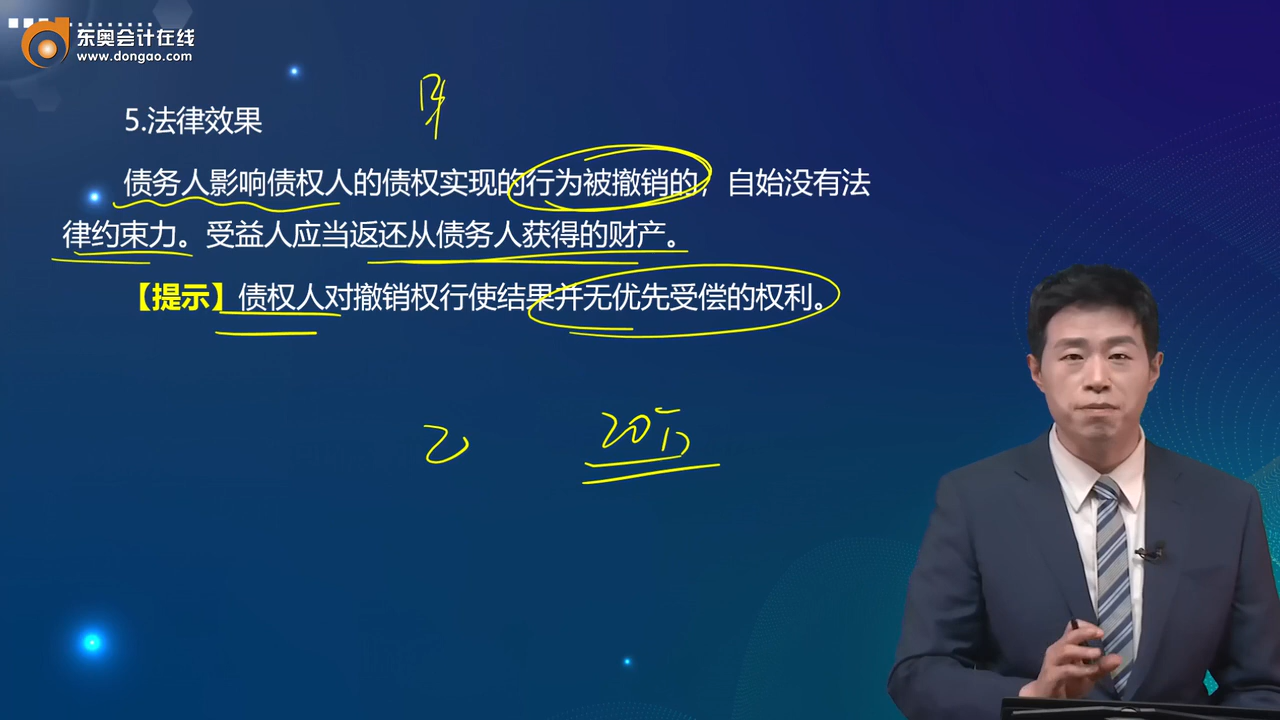 东奥会计在线
www.dongao.com
5.法律效果
债务人影响债权人的债权实现的行为被撤销的，自始没有法
律约束力。受益人应当返还从债务人获得的财产。
【提示】债权人对撤销权行使结果并无优先受偿的权利。
乙 20万